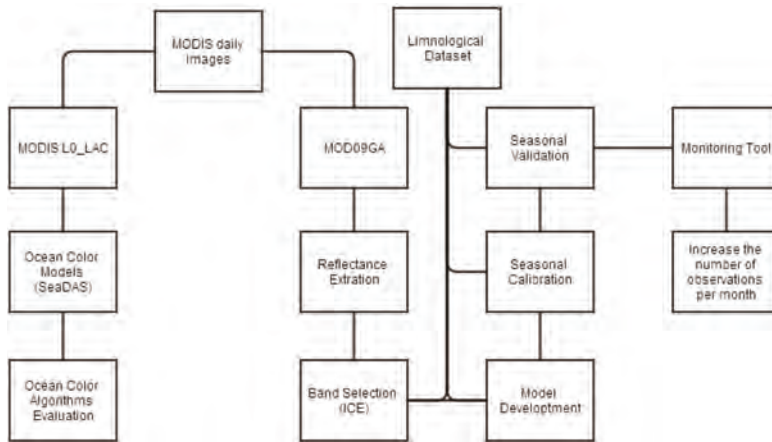 MODIS daily
Images
Limnological
Dataset
MODIS L0_LAC
MOD09GA
Seasonal
Validation
Monitoring Tool
Ocean Color
Models
(SeaDAS)
Reflectance
Extration
Seasonal
Calibration
Increase the
number of
observations
per month
Ocean Color
Algorithms
Evaluation
Band Selection
(ICE)
Model
Developtment